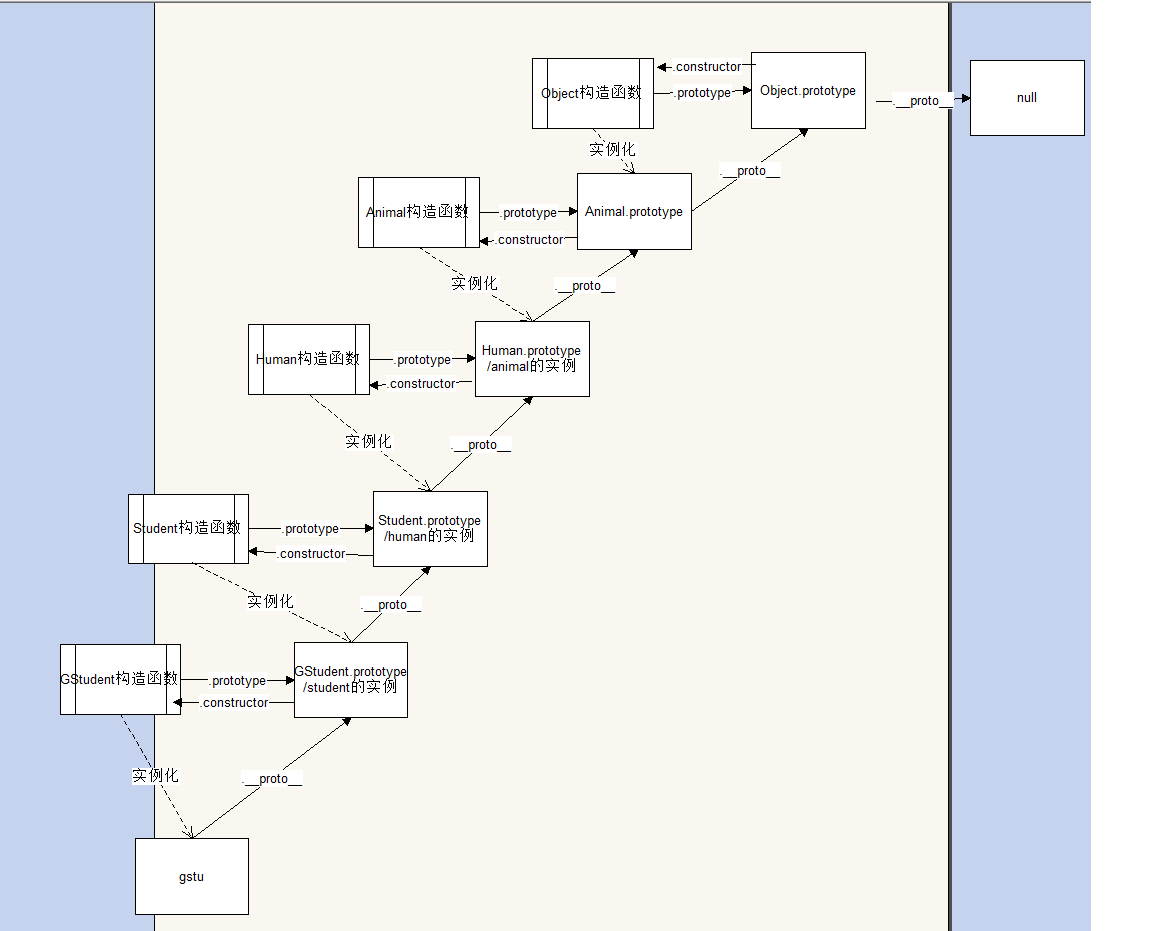 .constructor
Object构造函数
.prototype
Object.prototype
.__proto__
null
实例化
.__proto__
Animal构造函数
.prototype
Animal.prototype
.constructor
实例化
.__proto__
Human构造函数
.prototype
Human.prototype
/animal的实例
.constructor
实例化
.__proto__
Student构造函数
.prototype
Student.prototype
/human的实例
.constructor
实例化
.__proto__
GStudent构造函数
.prototype
GStudent.prototype
/student的实例
.constructor
实例化
.__proto__
gstu